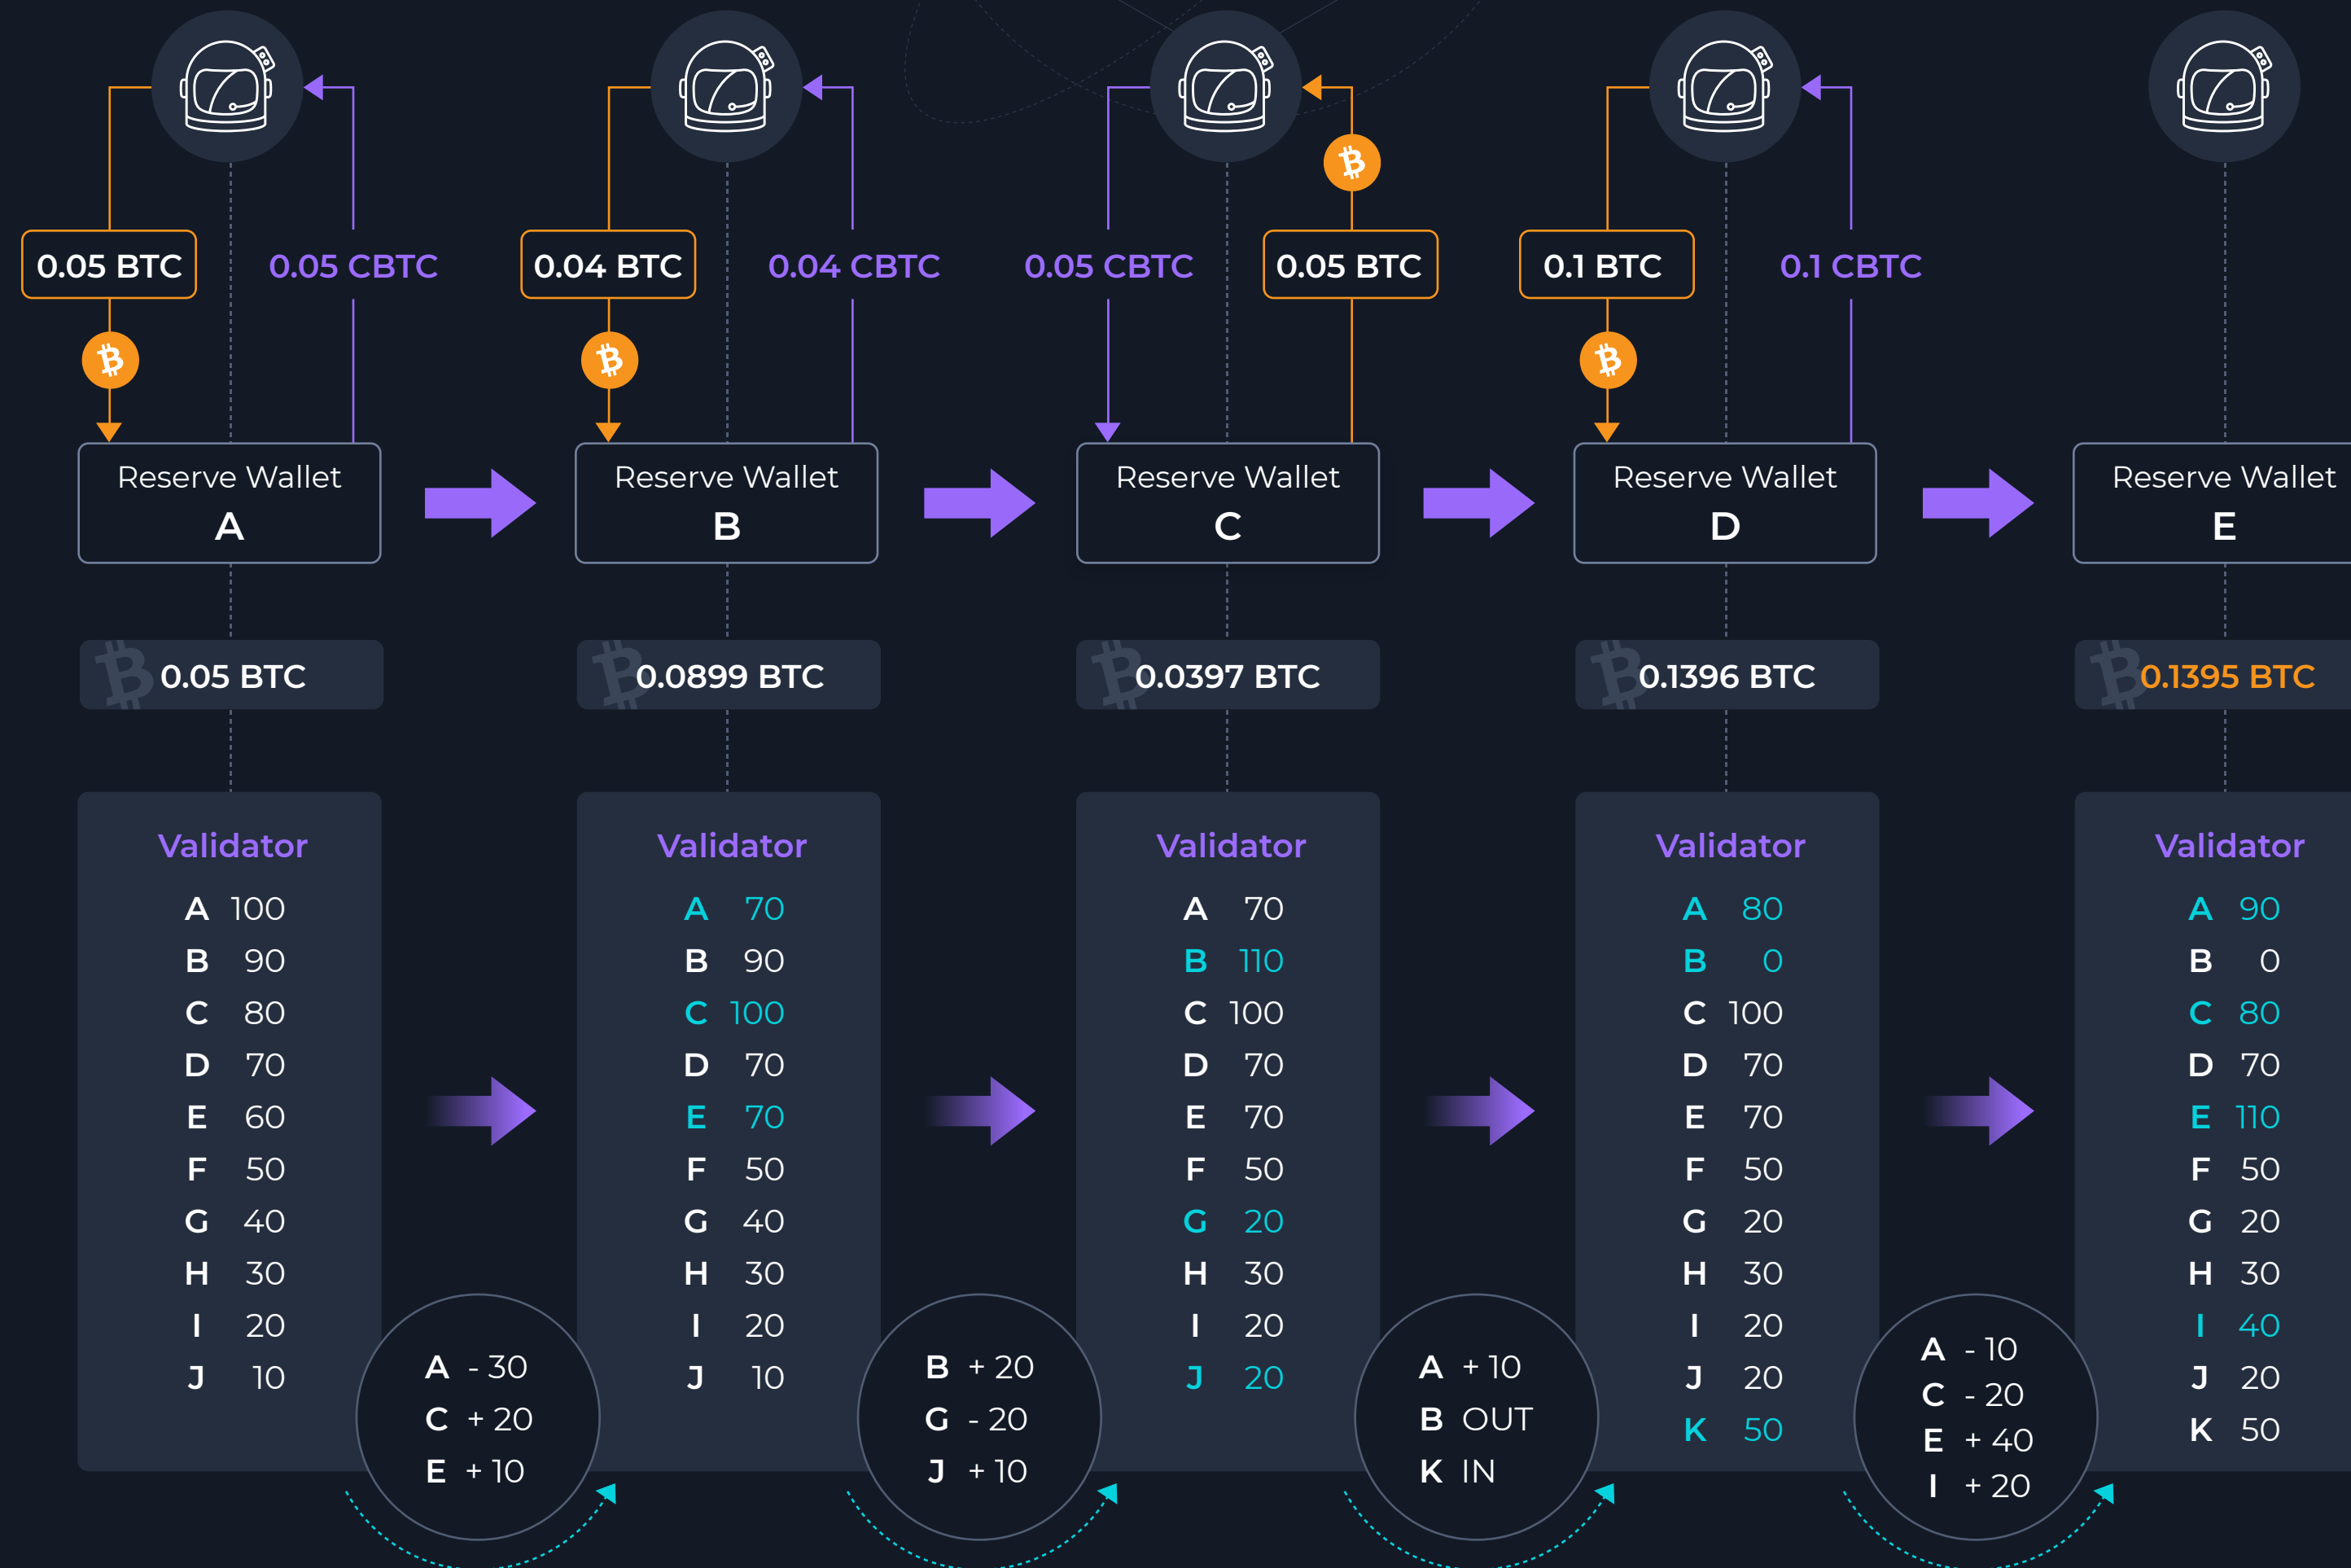 0.05 BTC
0.05 CBTC
0.04 BTC
0.04 CBTC
0.05 CBTC
0.05 BTC
0.1 BTC
0.1 CBTC
Reserve Wallet
A
Reserve Wallet
B
Reserve Wallet
C
Reserve Wallet
D
Reserve Wallet
E
0.05 BTC
0.0899 BTC
0.0397 BTC
0.1396 BTC
0.1395 BTC
Validator
A 100
B 90
C 80
D 70
E 60
F 50
G 40
H 30
I 20
J 10
A - 30
C + 20
E + 10
Validator
A 70
B 90
C 100
D 70
E 70
F 50
G 40
H 30
I 20
J 10
B + 20
G - 20
J + 10
Validator
A 70
B 110
C 100
D 70
E 70
F 50
G 20
H 30
I 20
J 20
A + 10
B OUT
K IN
Validator
A 80
B 0
C 100
D 70
E 70
F 50
G 20
H 30
I 20
J 20
K 50
A - 10
C - 20
E + 40
I + 20
Validator
A 90
B 0
C 80
D 70
E 110
F 50
G 20
H 30
I 40
J 20
K 50